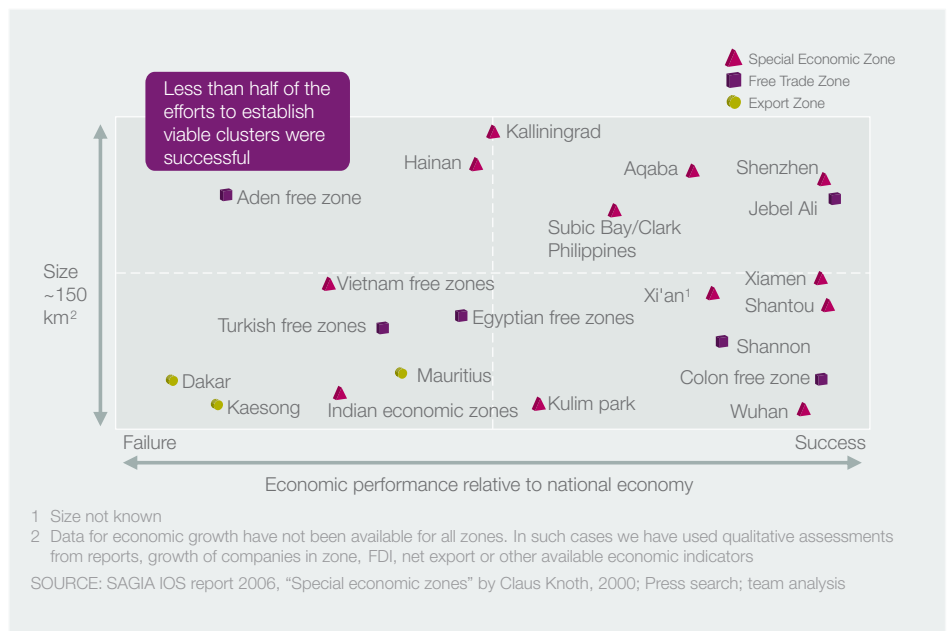 Special Economic Zone
Free Trade Zone
Export Zone
Less than half of the
efforts to establish
viable clusters were
successful
Kalliningrad
Hainan
Aqaba
Shenzhen
Aden free zone
Jebel Ali
Subic Bay/Clark
Philippines
Size
~150
km²
Vietnam free zones
Xiamen
Xi'an¹
Shantou
Turkish free zones
Egyptian free zones
Shannon
Dakar
Mauritius
Colon free zone
Kaesong
Indian economic zones
Kulim park
Wuhan
Failure
Success
Economic performance relative to national economy
1 Size not known
2 Data for economic growth have not been available for all zones. In such cases we have used qualitative assessments
from reports, growth of companies in zone, FDI, net export or other available economic indicators
SOURCE: SAGIA IOS report 2006, “Special economic zones” by Claus Knoth, 2000; Press search; team analysis